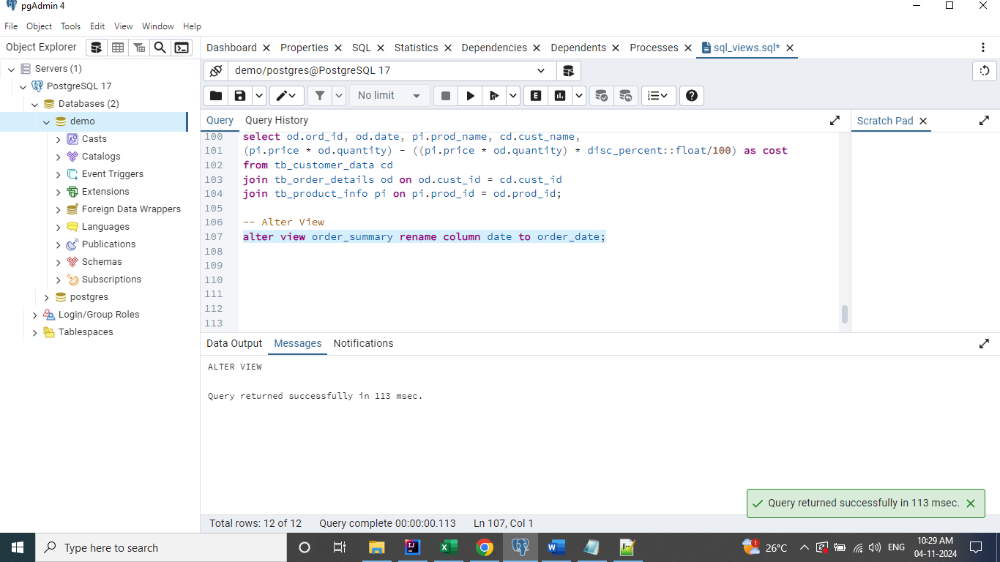 pgAdmin 4
File Object Tools Edit View Window Help
Object Explorer
Dashboard Properties SQL Statistics Dependencies Dependents Processes sql_views.sql*
Servers (1)
PostgreSQL 17
Databases (2)
demo
Casts
Catalogs
Event Triggers
Extensions
Foreign Data Wrappers
Languages
Publications
Schemas
Subscriptions
postgres
Login/Group Roles
Tablespaces
demo/postgres@PostgreSQL 17
No limit
E
Query Query History
Scratch Pad
100 select od.ord_id, od.date, pi.prod_name, cd.cust_name,
101 (pi.price * od.quantity) - ((pi.price * od.quantity) * disc_percent::float/100) as cost
102 from tb_customer_data cd
103 join tb_order_details od on od.cust_id = cd.cust_id
104 join tb_product_info pi on pi.prod_id = od.prod_id;
105
106 -- Alter View
107 alter view order_summary rename column date to order_date;
108
109
110
111
112
113
Data Output Messages Notifications
ALTER VIEW
Query returned successfully in 113 msec.
Query returned successfully in 113 msec.
Total rows: 12 of 12 Query complete 00:00:00.113 Ln 107, Col 1
Type here to search
1
26°C
ENG
10:29 AM
04-11-2024